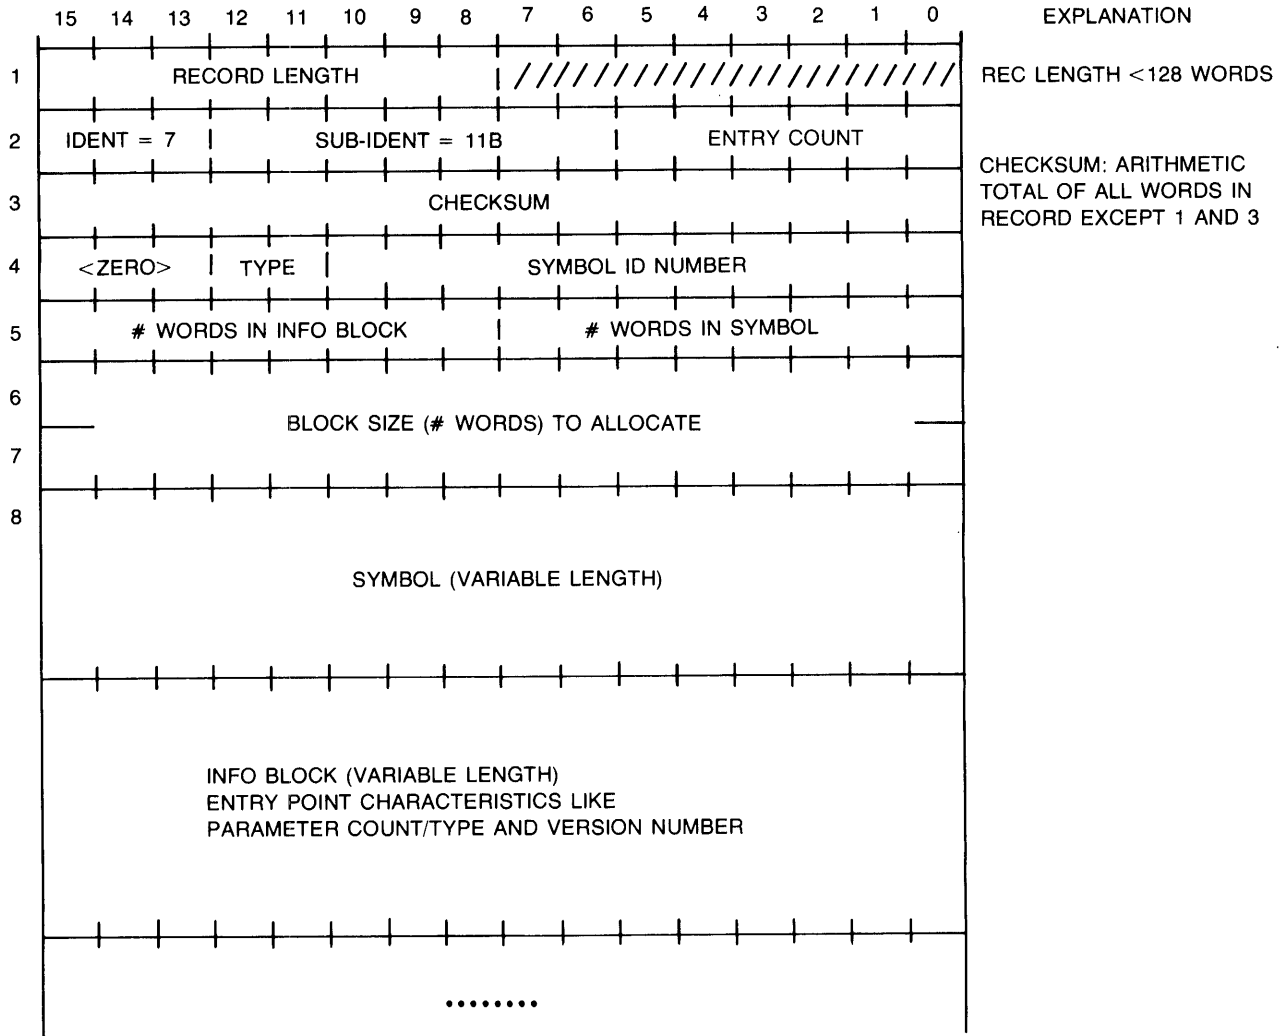 15 14 13 12 11 10 9 8 7 6 5 4 3 2 1 0 EXPLANATION
1 RECORD LENGTH REC LENGTH <128 WORDS
2 IDENT = 7 SUB-IDENT = 11B ENTRY COUNT
CHECKSUM: ARITHMETIC
TOTAL OF ALL WORDS IN
RECORD EXCEPT 1 AND 3
3 CHECKSUM
4 <ZERO> TYPE SYMBOL ID NUMBER
5 # WORDS IN INFO BLOCK # WORDS IN SYMBOL
6
BLOCK SIZE (# WORDS) TO ALLOCATE
7
8
SYMBOL (VARIABLE LENGTH)
INFO BLOCK (VARIABLE LENGTH)
ENTRY POINT CHARACTERISTICS LIKE
PARAMETER COUNT/TYPE AND VERSION NUMBER
........